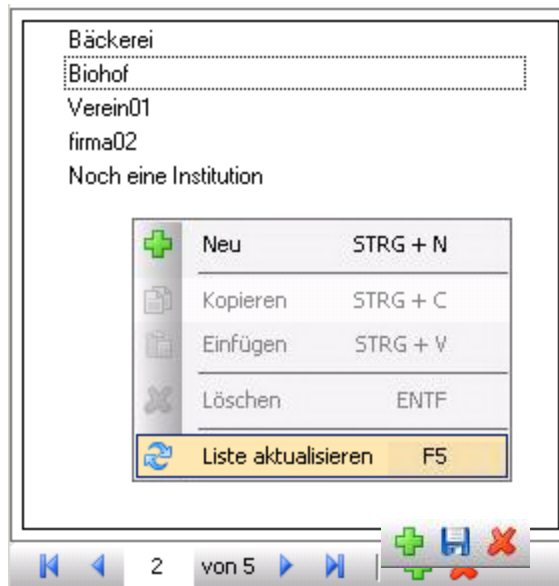 Bäckerei
Biohof
Verein01
firma02
Noch eine Institution
Neu STRG + N
Kopieren STRG + C
Einfügen STRG + V
Löschen ENTF
Liste aktualisieren F5
2 von 5